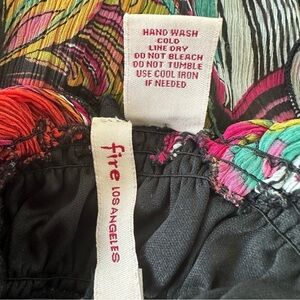 HAND WASH
COLD
LINE DRY
DO NOT BLEACH
DO NOT TUMBLE
USE COOL IRON
IF NEEDED
fire LOS ANGELES